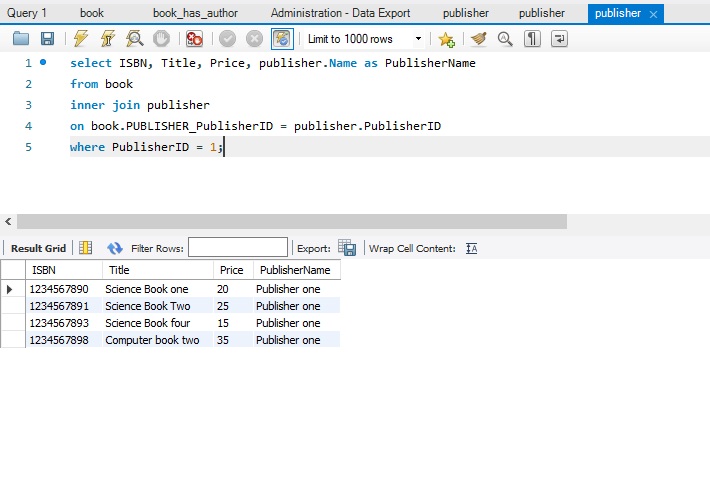 Query 1 book book_has_author Administration - Data Export publisher publisher publisher ×
Limit to 1000 rows
1 select ISBN, Title, Price, publisher.Name as PublisherName
2 from book
3 inner join publisher
4 on book.PUBLISHER_PublisherID = publisher.PublisherID
5 where PublisherID = 1;
Result Grid Filter Rows: Export: Wrap Cell Content: IA
ISBN Title Price PublisherName
1234567890 Science Book one 20 Publisher one
1234567891 Science Book Two 25 Publisher one
1234567893 Science Book four 15 Publisher one
1234567898 Computer book two 35 Publisher one